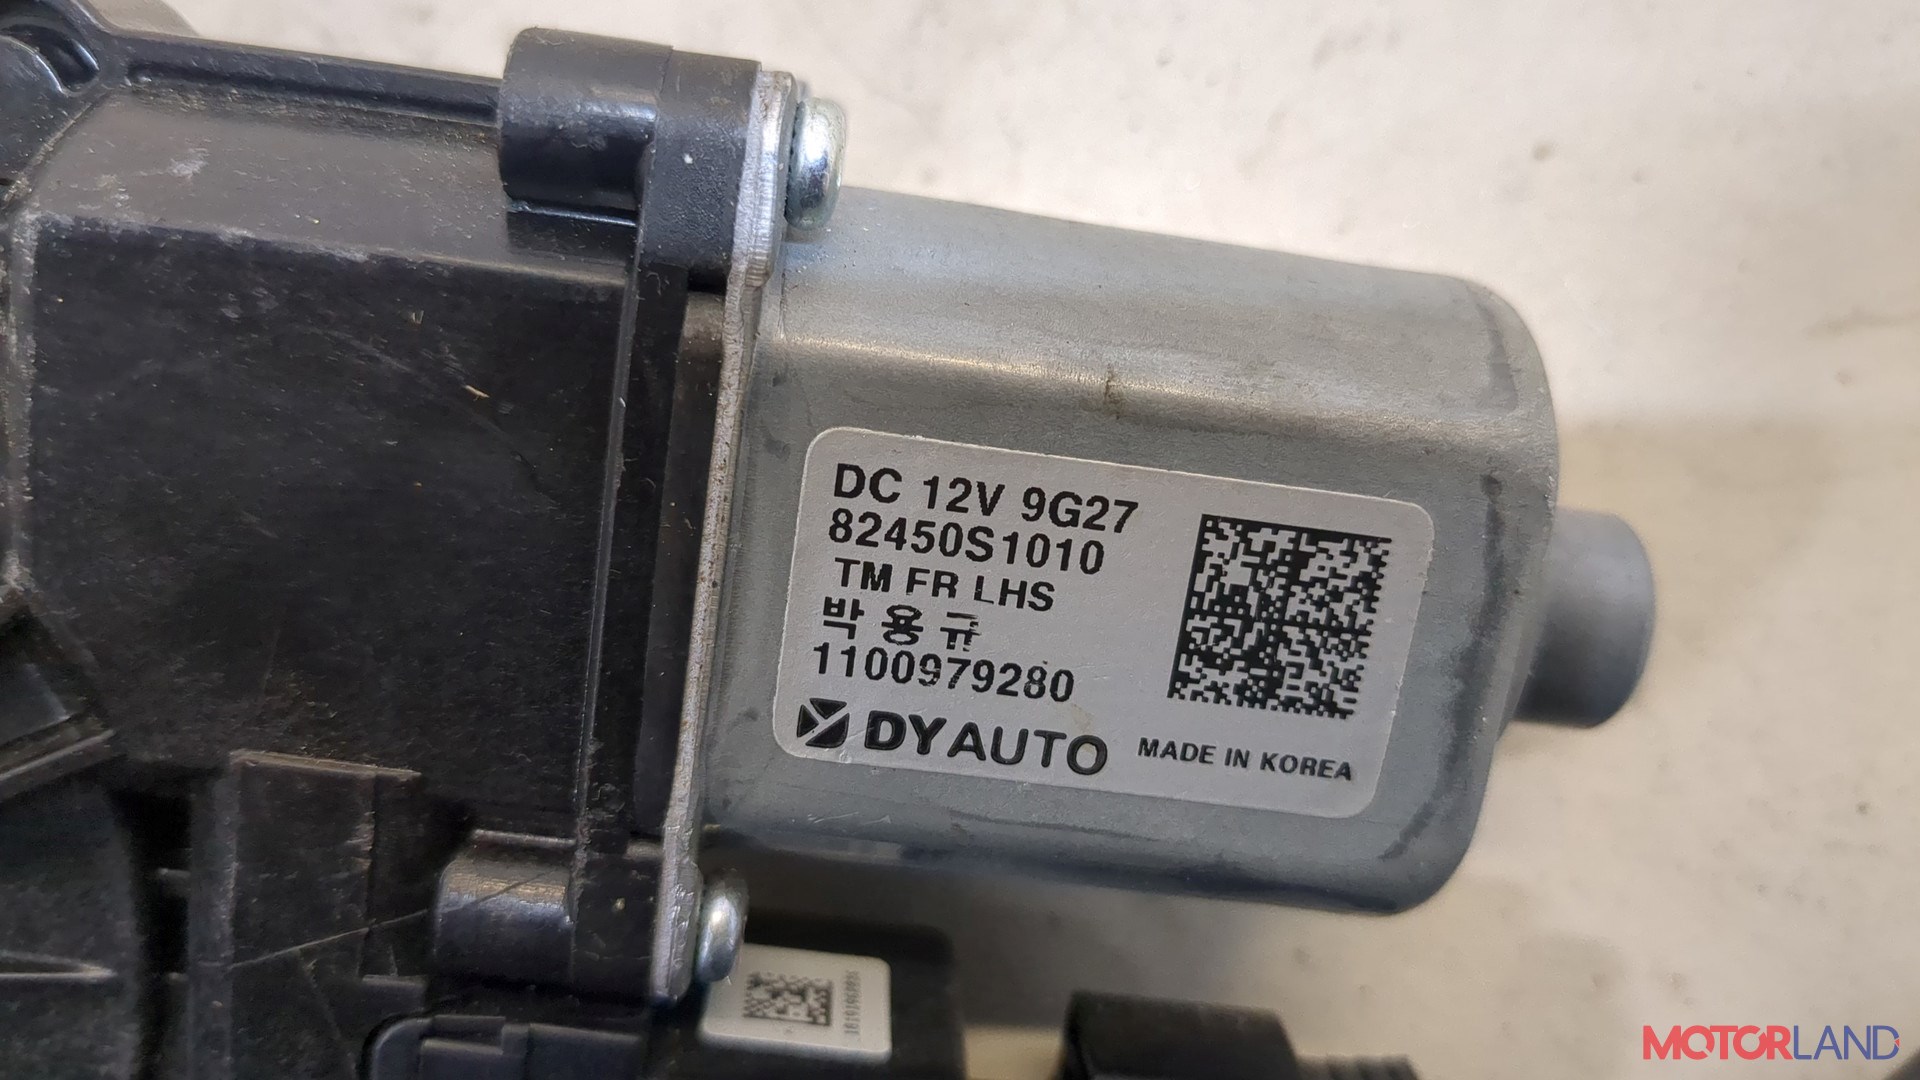 DC 12V 9G27
82450S1010
TM FR LHS
박용규
1100979280
DYAUTO
MADE IN KOREA
MOTORLAND